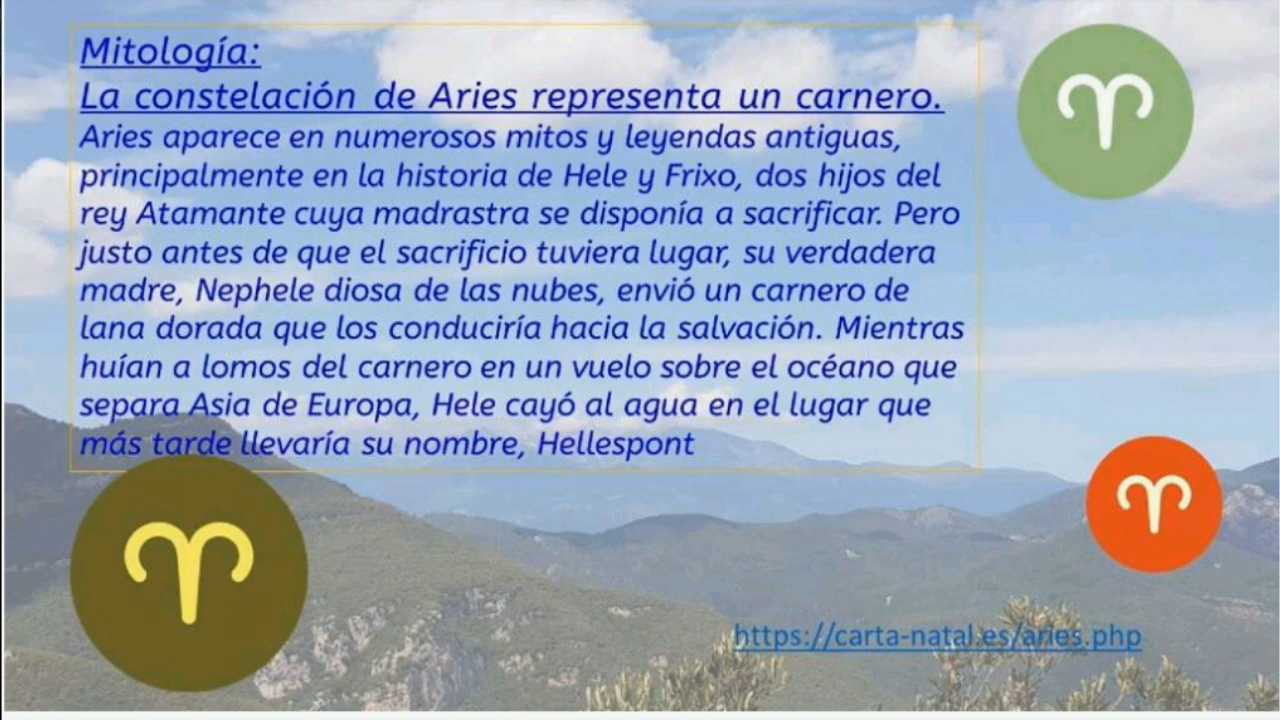 Mitología:
La constelación de Aries representa un carnero.
Aries aparece en numerosos mitos y leyendas antiguas,
principalmente en la historia de Hele y Frixo, dos hijos del
rey Atamante cuya madrastra se disponía a sacrificar. Pero
justo antes de que el sacrificio tuviera lugar, su verdadera
madre, Nephele diosa de las nubes, envió un carnero de
lana dorada que los conduciría hacia la salvación. Mientras
huían a lomos del carnero en un vuelo sobre el océano que
separa Asia de Europa, Hele cayó al agua en el lugar que
más tarde llevaría su nombre, Hellespont
https://carta-natal.es/aries.php